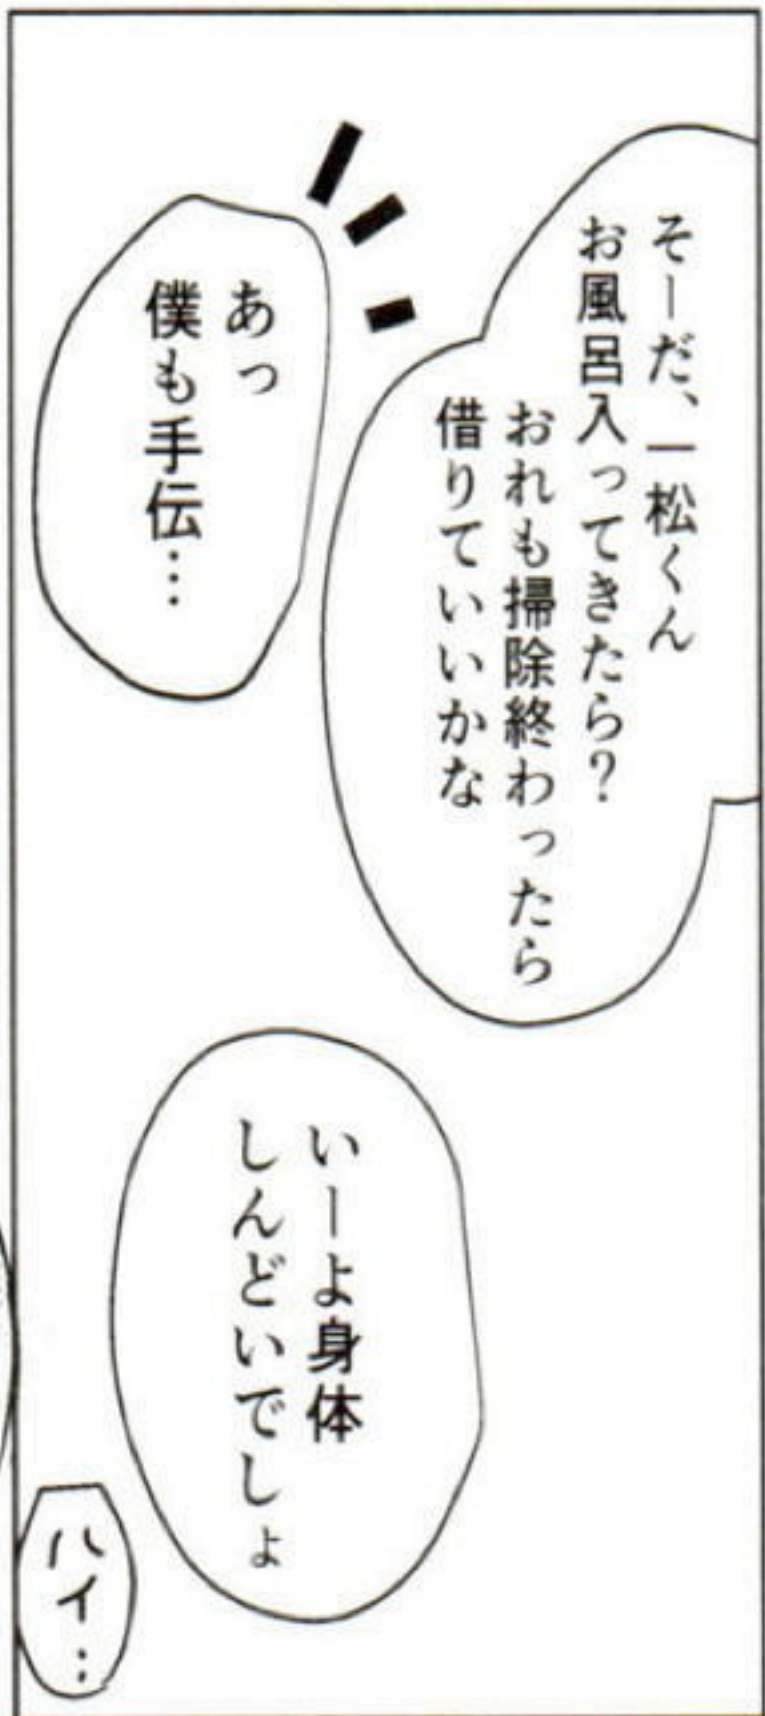 そーだ、一松くん
お風呂入ってきたら?
おれも掃除終わったら
借りていいかな
あっ
僕も手伝…
いーよ身体
しんどいでしょ
ハイ…